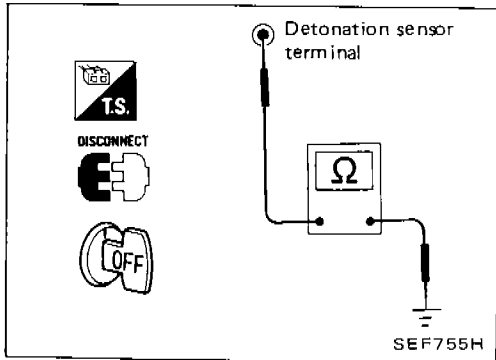 Detonation sensor
terminal
T.S.
DISCONNECT
Ω
OFF
SEF755H